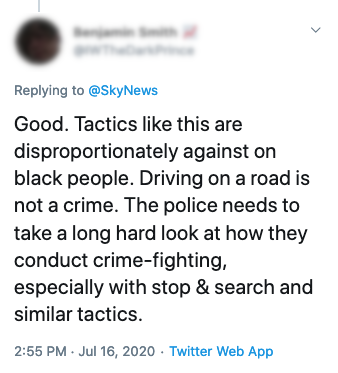 Replying to @SkyNews
Good. Tactics like this are
disproportionately against on
black people. Driving on a road is
not a crime. The police needs to
take a long hard look at how they
conduct crime-fighting,
especially with stop & search and
similar tactics.
2:55 PM · Jul 16, 2020 · Twitter Web App